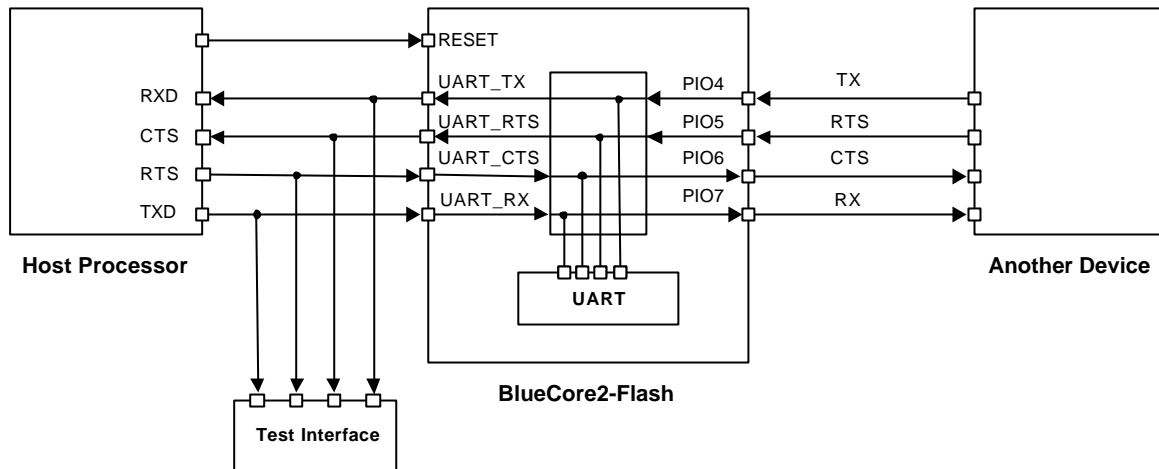 RESET
RXD UART_TX PIO4 TX
CTS UART_RTS PIO5 RTS
RTS UART_CTS PIO6 CTS
TXD UART_RX PIO7 RX
Host Processor
Another Device
UART
BlueCore2-Flash
Test Interface